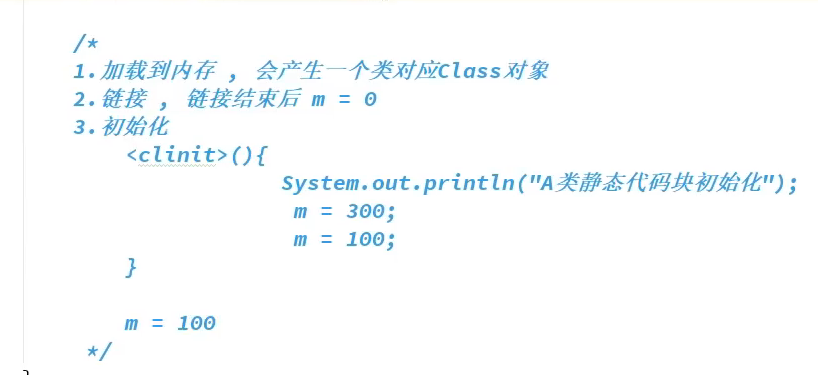 /*
1.加载到内存 , 会产生一个类对应Class对象
2.链接 , 链接结束后 m = 0
3.初始化
<clinit>(){
System.out.println("A类静态代码块初始化");
m = 300;
m = 100;
}
m = 100
*/